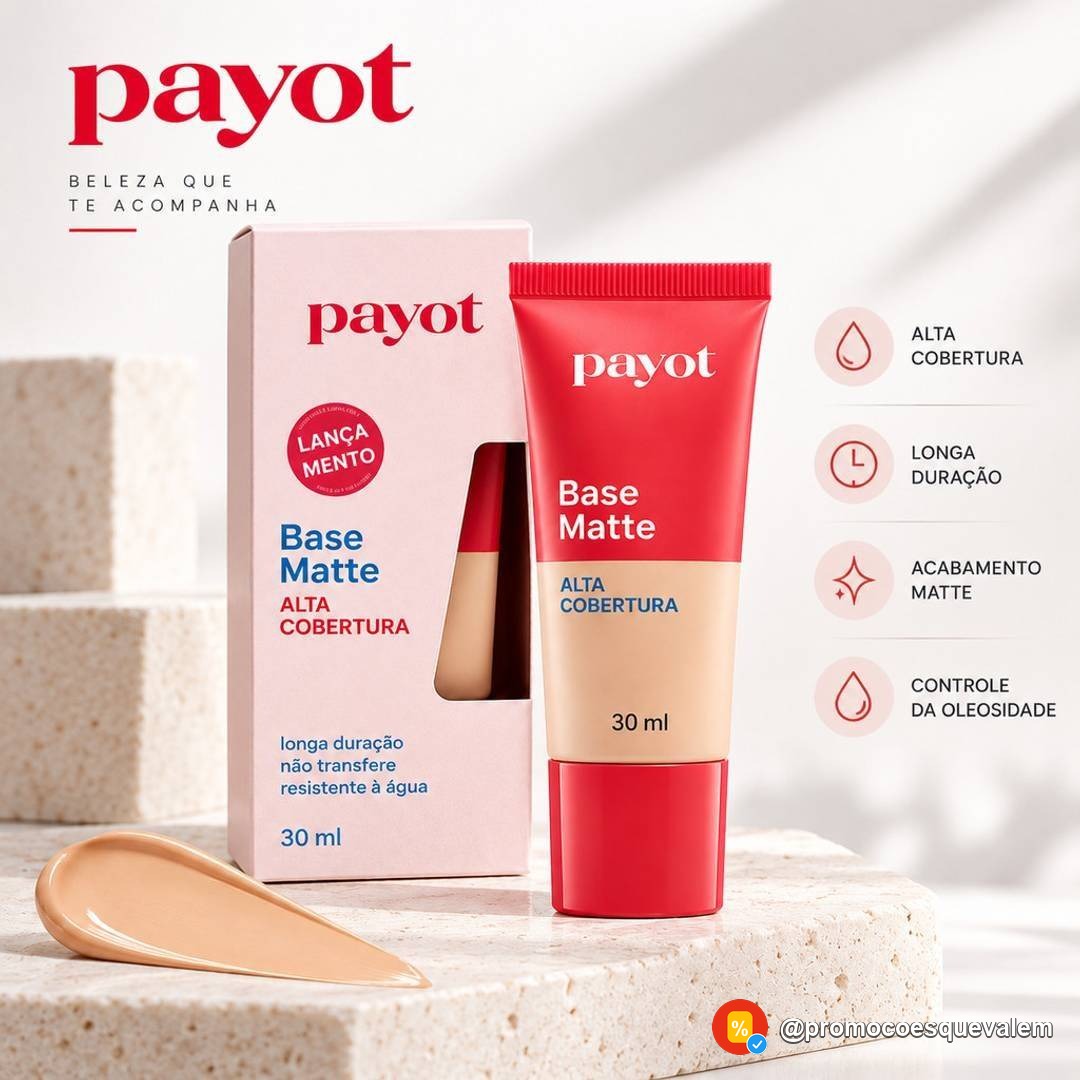 payot
BELEZA QUE
TE ACOMPANHA
payot
LANÇA
MENTO
Base
Matte
ALTA
COBERTURA
longa duração
não transfere
resistente à água
30 ml
payot
Base
Matte
ALTA
COBERTURA
30 ml
ALTA
COBERTURA
LONGA
DURAÇÃO
ACABAMENTO
MATTE
CONTROLE
DA OLEOSIDADE
%
@promocoesquevalem